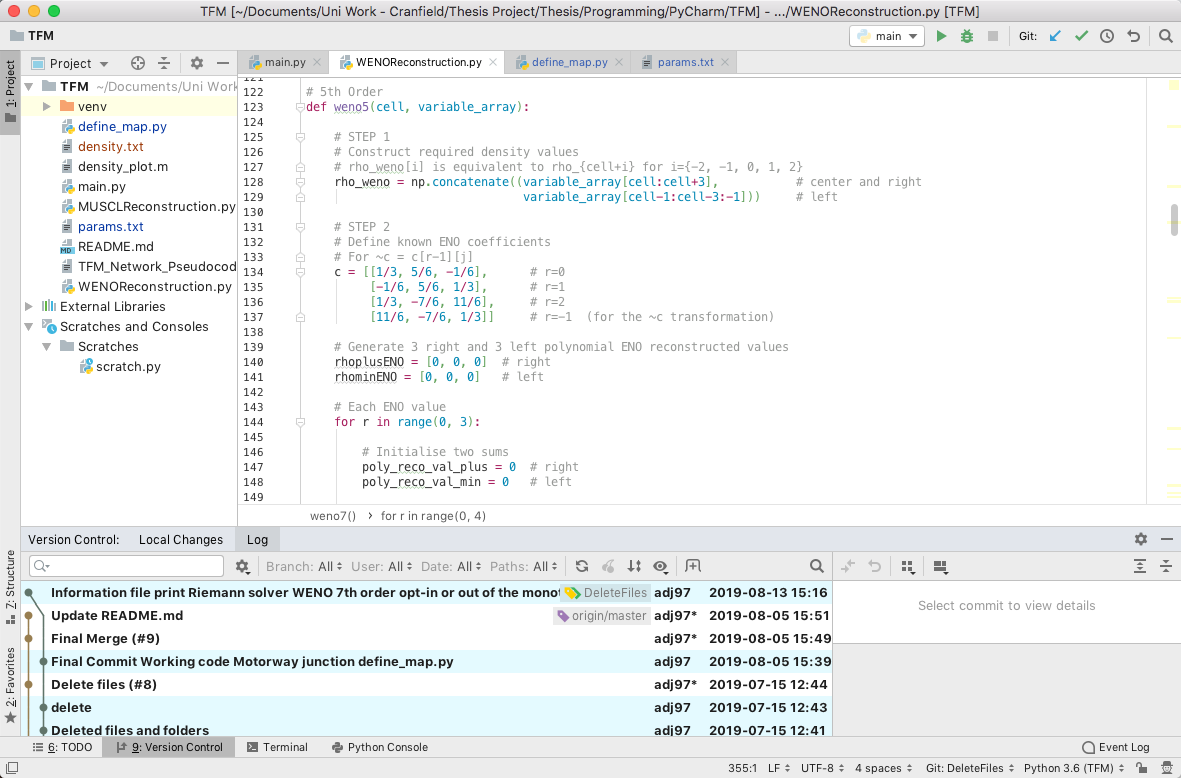 TFM [~/Documents/Uni Work - Cranfield/Thesis Project/Thesis/Programming/PyCharm/TFM] - .../WENOReconstruction.py [TFM]
TFM
main
Git:
1: Project
Project
main.py
WENOReconstruction.py
define_map.py
params.txt
TFM ~/Documents/Uni Work
venv
define_map.py
density.txt
density_plot.m
main.py
MUSCLReconstruction.py
params.txt
README.md
TFM_Network_Pseudocod
WENOReconstruction.py
External Libraries
Scratches and Consoles
Scratches
scratch.py
121
122 # 5th Order
123 def weno5(cell, variable_array):
124
125 # STEP 1
126 # Construct required density values
127 # rho_weno[i] is equivalent to rho_{cell+i} for i={-2, -1, 0, 1, 2}
128 rho_weno = np.concatenate((variable_array[cell:cell+3], # center and right
129 variable_array[cell-1:cell-3:-1])) # left
130
131 # STEP 2
132 # Define known ENO coefficients
133 # For ~c = c[r-1][j]
134 c = [[1/3, 5/6, -1/6], # r=0
135 [-1/6, 5/6, 1/3], # r=1
136 [1/3, -7/6, 11/6], # r=2
137 [11/6, -7/6, 1/3]] # r=-1 (for the ~c transformation)
138
139 # Generate 3 right and 3 left polynomial ENO reconstructed values
140 rhoplusENO = [0, 0, 0] # right
141 rhominENO = [0, 0, 0] # left
142
143 # Each ENO value
144 for r in range(0, 3):
145
146 # Initialise two sums
147 poly_reco_val_plus = 0 # right
148 poly_reco_val_min = 0 # left
149
weno7() › for r in range(0, 4)
Version Control: Local Changes Log
Branch: All User: All Date: All Paths: All
Information file print Riemann solver WENO 7th order opt-in or out of the mono DeleteFiles adj97 2019-08-13 15:16
Update README.md origin/master adj97* 2019-08-05 15:51
Final Merge (#9) adj97* 2019-08-05 15:49
Final Commit Working code Motorway junction define_map.py adj97 2019-08-05 15:39
Delete files (#8) adj97* 2019-07-15 12:44
delete adj97 2019-07-15 12:43
Deleted files and folders adj97 2019-07-15 12:41
Select commit to view details
7: Structure
2: Favorites
6: TODO
9: Version Control
Terminal
Python Console
Event Log
355:1 LF UTF-8 4 spaces Git: DeleteFiles Python 3.6 (TFM)